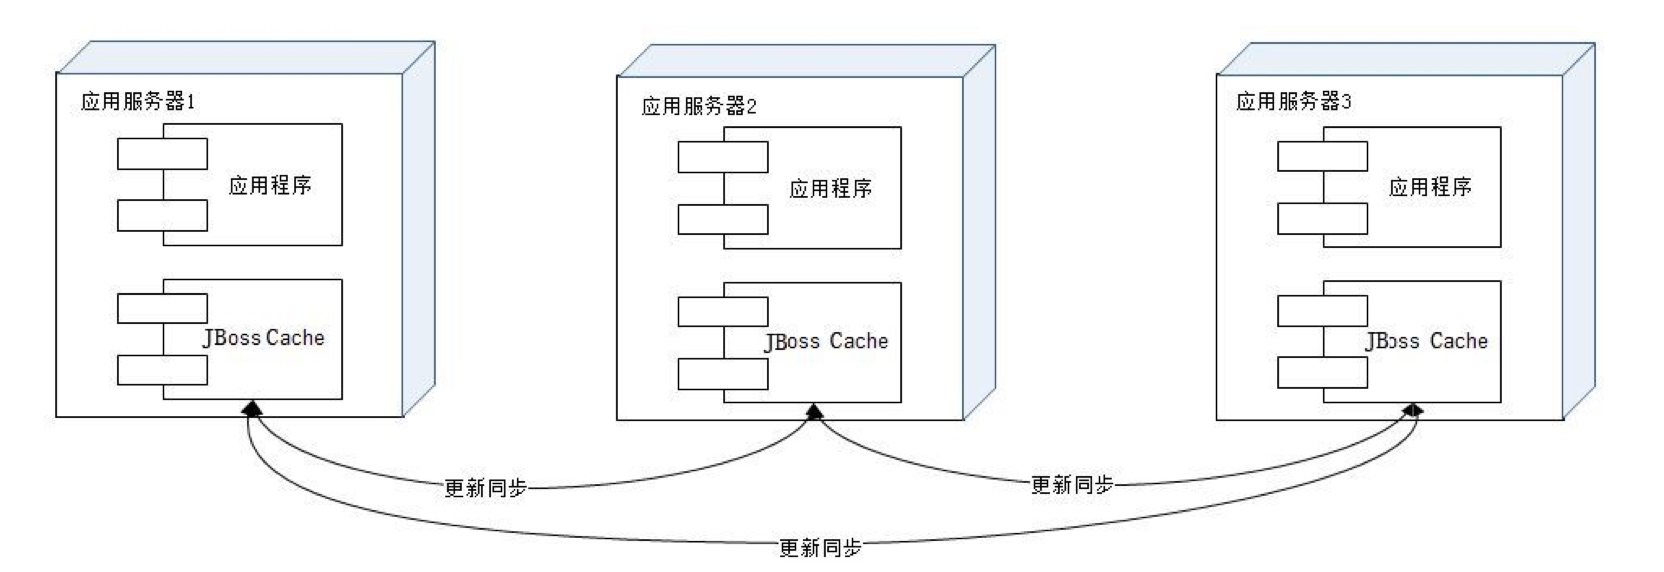 应用服务器1
应用程序
JBoss Cache
应用服务器2
应用程序
JBoss Cache
应用服务器3
应用程序
JBoss Cache
更新同步
更新同步
更新同步